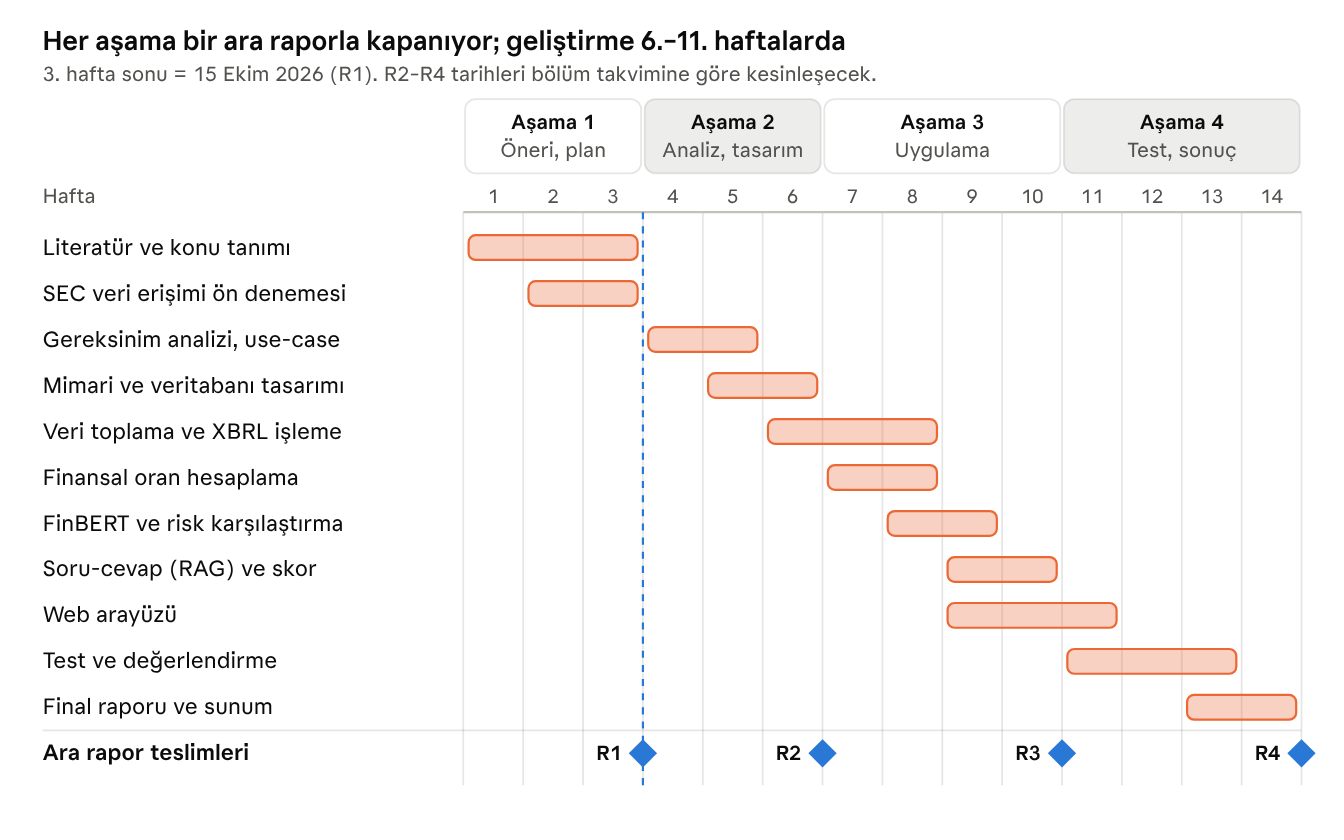 Her aşama bir ara raporla kapanıyor; geliştirme 6.–11. haftalarda
3. hafta sonu = 15 Ekim 2026 (R1). R2–R4 tarihleri bölüm takvimine göre kesinleşecek.
Aşama 1
Öneri, plan
Aşama 2
Analiz, tasarım
Aşama 3
Uygulama
Aşama 4
Test, sonuç
Hafta 1 2 3 4 5 6 7 8 9 10 11 12 13 14
Literatür ve konu tanımı
SEC veri erişimi ön denemesi
Gereksinim analizi, use-case
Mimari ve veritabanı tasarımı
Veri toplama ve XBRL işleme
Finansal oran hesaplama
FinBERT ve risk karşılaştırma
Soru-cevap (RAG) ve skor
Web arayüzü
Test ve değerlendirme
Final raporu ve sunum
Ara rapor teslimleri R1 R2 R3 R4